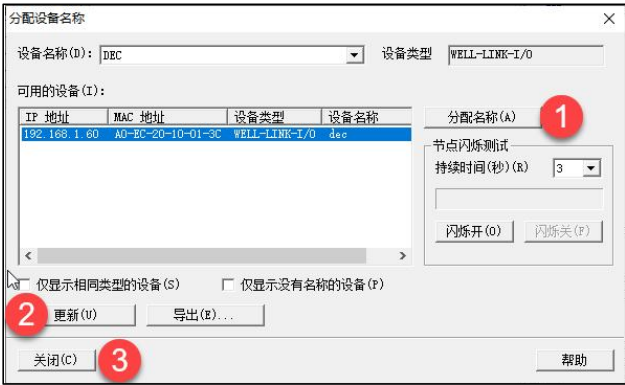 分配设备名称
设备名称(D): DEC 设备类型 WELL-LINK-I/O
可用的设备(I):
IP 地址 MAC 地址 设备类型 设备名称
192.168.1.60 A0-EC-20-10-01-3C WELL-LINK-I/O dec
分配名称(A) 1
节点闪烁测试
持续时间(秒)(R) 3
闪烁开(O) 闪烁关(F)
仅显示相同类型的设备(S) 仅显示没有名称的设备(P)
2 更新(U) 导出(E)...
关闭(C) 3 帮助